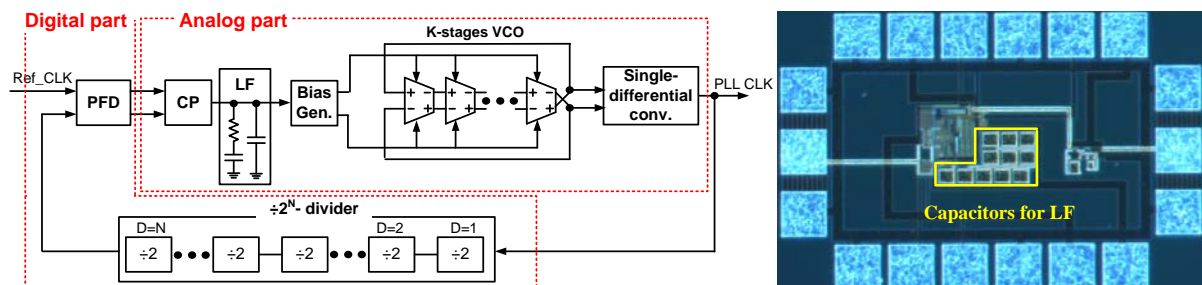 Digital part
Analog part
K-stages VCO
Ref_CLK
PFD
CP
LF
Bias
Gen.
+ + +
- - -
Single-
differential
conv.
PLL CLK
÷2^N- divider
D=N
D=2
D=1
÷2
÷2
÷2
÷2
÷2
Capacitors for LF